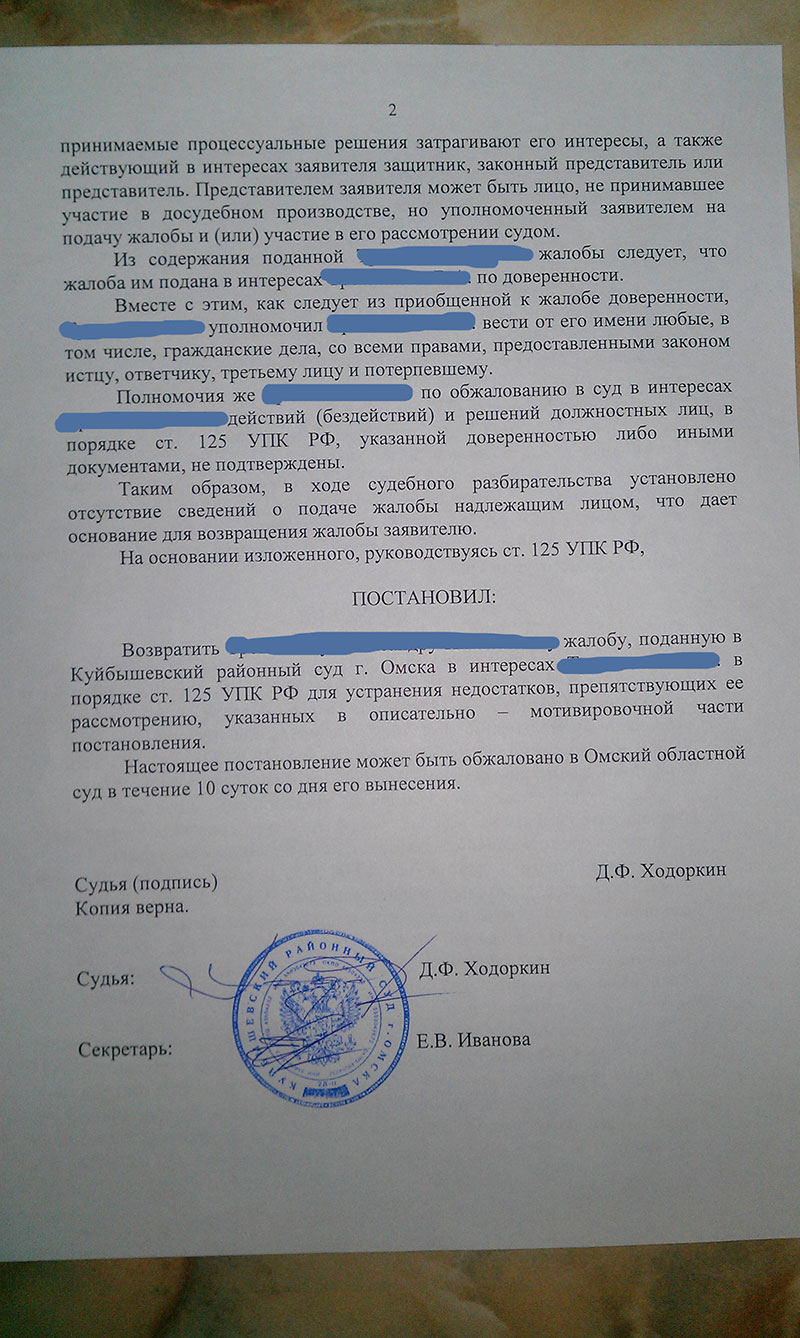 2
принимаемые процессуальные решения затрагивают его интересы, а также
действующий в интересах заявителя защитник, законный представитель или
представитель. Представителем заявителя может быть лицо, не принимавшее
участие в досудебном производстве, но уполномоченный заявителем на
подачу жалобы и (или) участие в его рассмотрении судом.
Из содержания поданной жалобы следует, что
жалоба им подана в интересах . по доверенности.
Вместе с этим, как следует из приобщенной к жалобе доверенности,
уполномочил . вести от его имени любые, в
том числе, гражданские дела, со всеми правами, предоставленными законом
истцу, ответчику, третьему лицу и потерпевшему.
Полномочия же по обжалованию в суд в интересах
действий (бездействий) и решений должностных лиц, в
порядке ст. 125 УПК РФ, указанной доверенностью либо иными
документами, не подтверждены.
Таким образом, в ходе судебного разбирательства установлено
отсутствие сведений о подаче жалобы надлежащим лицом, что дает
основание для возвращения жалобы заявителю.
На основании изложенного, руководствуясь ст. 125 УПК РФ,
ПОСТАНОВИЛ:
Возвратить жалобу, поданную в
Куйбышевский районный суд г. Омска в интересах . в
порядке ст. 125 УПК РФ для устранения недостатков, препятствующих ее
рассмотрению, указанных в описательно – мотивировочной части
постановления.
Настоящее постановление может быть обжаловано в Омский областной
суд в течение 10 суток со дня его вынесения.
Судья (подпись) Д.Ф. Ходоркин
Копия верна.
Судья: Д.Ф. Ходоркин
Секретарь: Е.В. Иванова
КУЙБЫШЕВСКИЙ РАЙОННЫЙ СУД г. ОМСКА